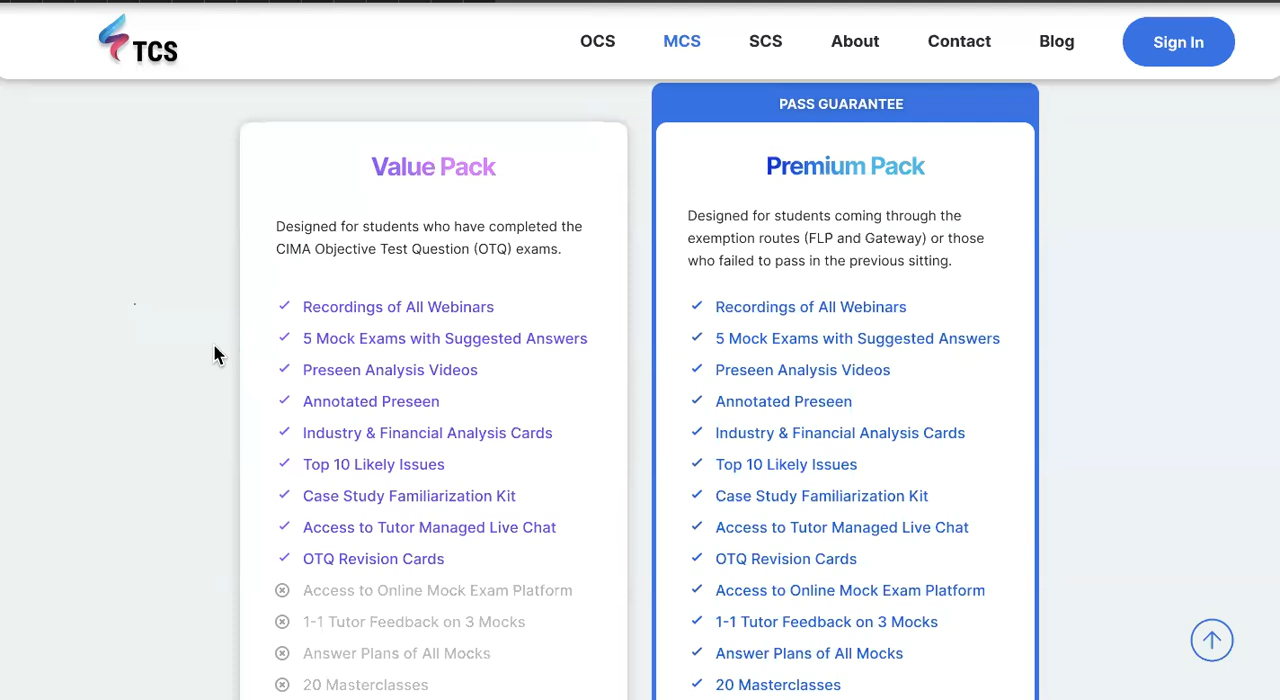 TCS
OCS
MCS
SCS
About
Contact
Blog
Sign In
Value Pack
Designed for students who have completed the
CIMA Objective Test Question (OTQ) exams.
Recordings of All Webinars
5 Mock Exams with Suggested Answers
Preseen Analysis Videos
Annotated Preseen
Industry & Financial Analysis Cards
Top 10 Likely Issues
Case Study Familiarization Kit
Access to Tutor Managed Live Chat
OTQ Revision Cards
Access to Online Mock Exam Platform
1-1 Tutor Feedback on 3 Mocks
Answer Plans of All Mocks
20 Masterclasses
PASS GUARANTEE
Premium Pack
Designed for students coming through the
exemption routes (FLP and Gateway) or those
who failed to pass in the previous sitting.
Recordings of All Webinars
5 Mock Exams with Suggested Answers
Preseen Analysis Videos
Annotated Preseen
Industry & Financial Analysis Cards
Top 10 Likely Issues
Case Study Familiarization Kit
Access to Tutor Managed Live Chat
OTQ Revision Cards
Access to Online Mock Exam Platform
1-1 Tutor Feedback on 3 Mocks
Answer Plans of All Mocks
20 Masterclasses